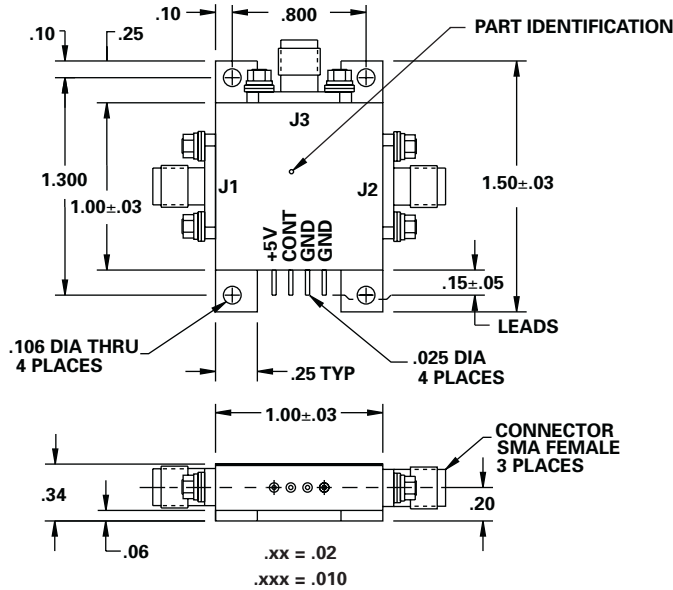 .10
.800
PART IDENTIFICATION
.10
.25
J3
1.300
1.00±.03
J1
J2
1.50±.03
+5V
CONT
GND
GND
.15±.05
LEADS
.106 DIA THRU
4 PLACES
.25 TYP
.025 DIA
4 PLACES
1.00±.03
CONNECTOR
SMA FEMALE
3 PLACES
.34
.20
.06
.xx = .02
.xxx = .010